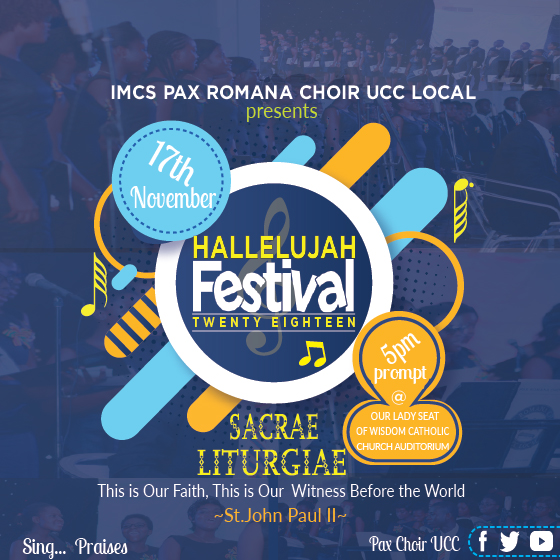 IMCS PAX ROMANA CHOIR UCC LOCAL
presents
17th
November
HALLELUJAH
Festival
TWENTY EIGHTEEN
5pm
prompt
@
OUR LADY SEAT
OF WISDOM CATHOLIC
CHURCH AUDITORIUM
SACRAE
LITURGIAE
This is Our Faith, This is Our Witness Before the World
~St.John Paul II~
Sing... Praises
Pax Choir UCC